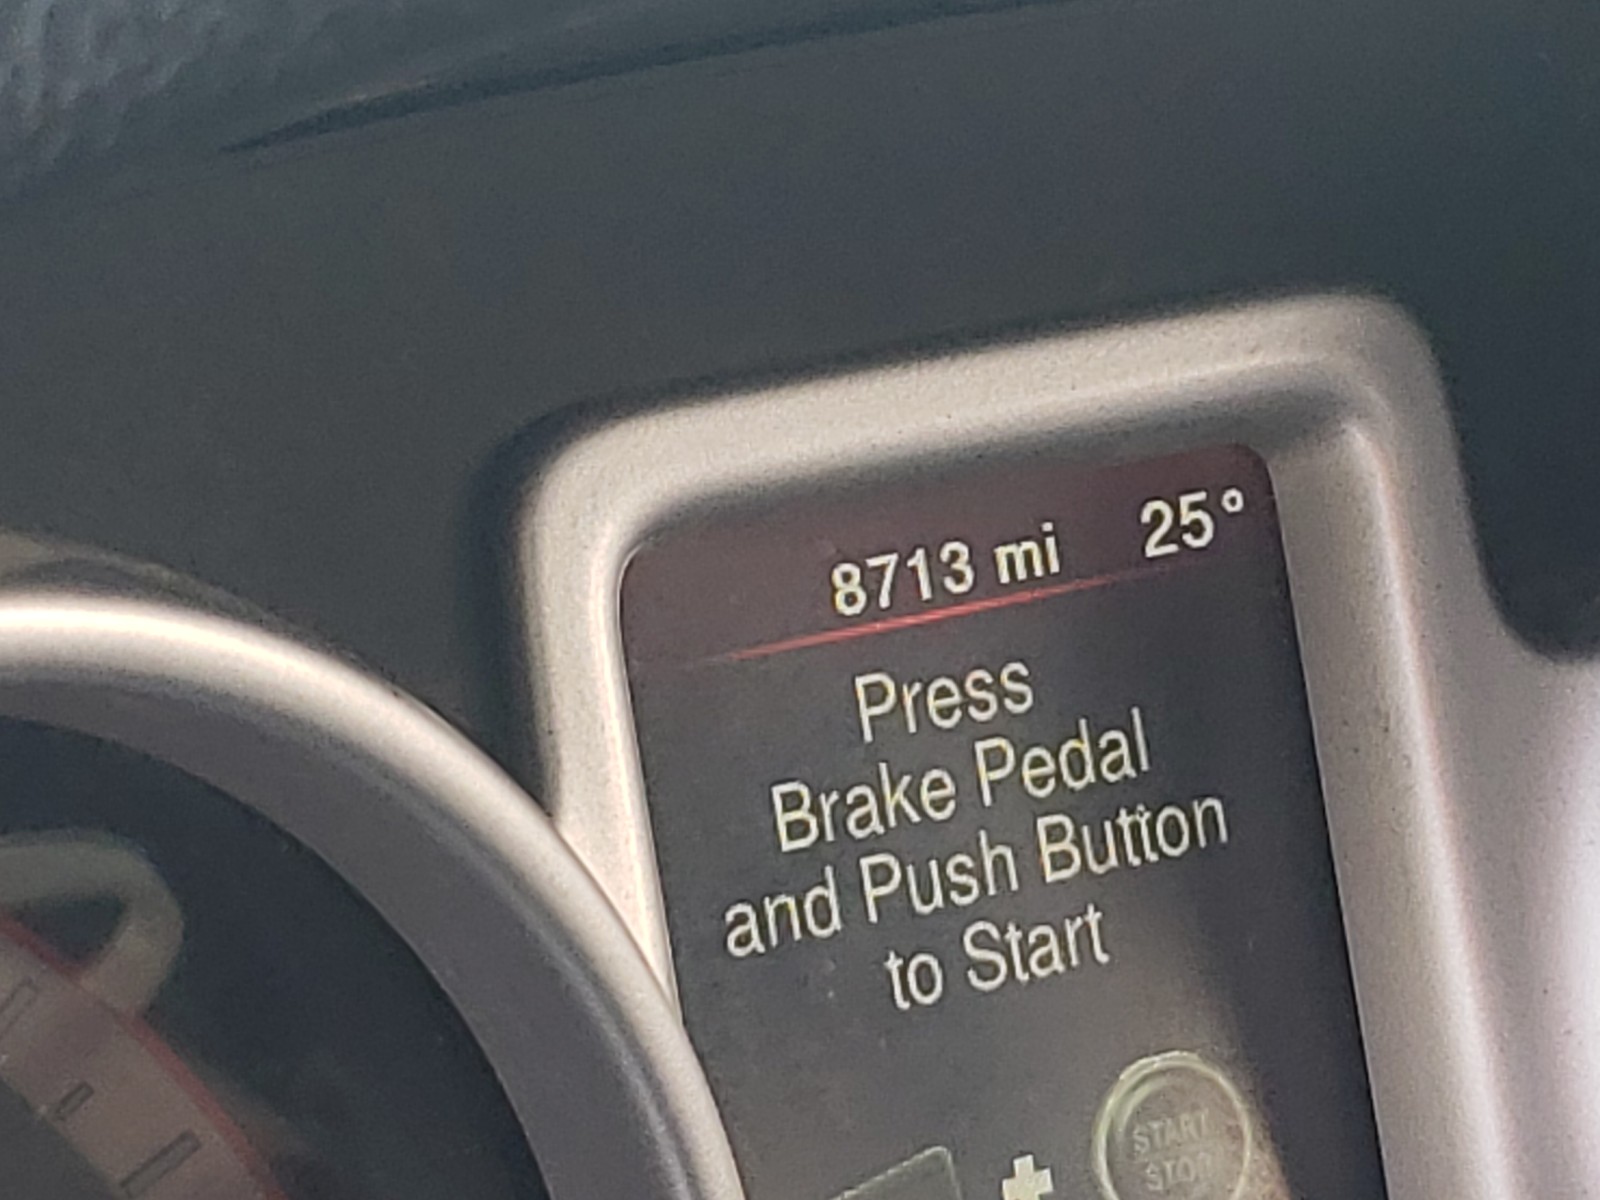 8713 mi 25°
Press
Brake Pedal
and Push Button
to Start
+
START
STOP